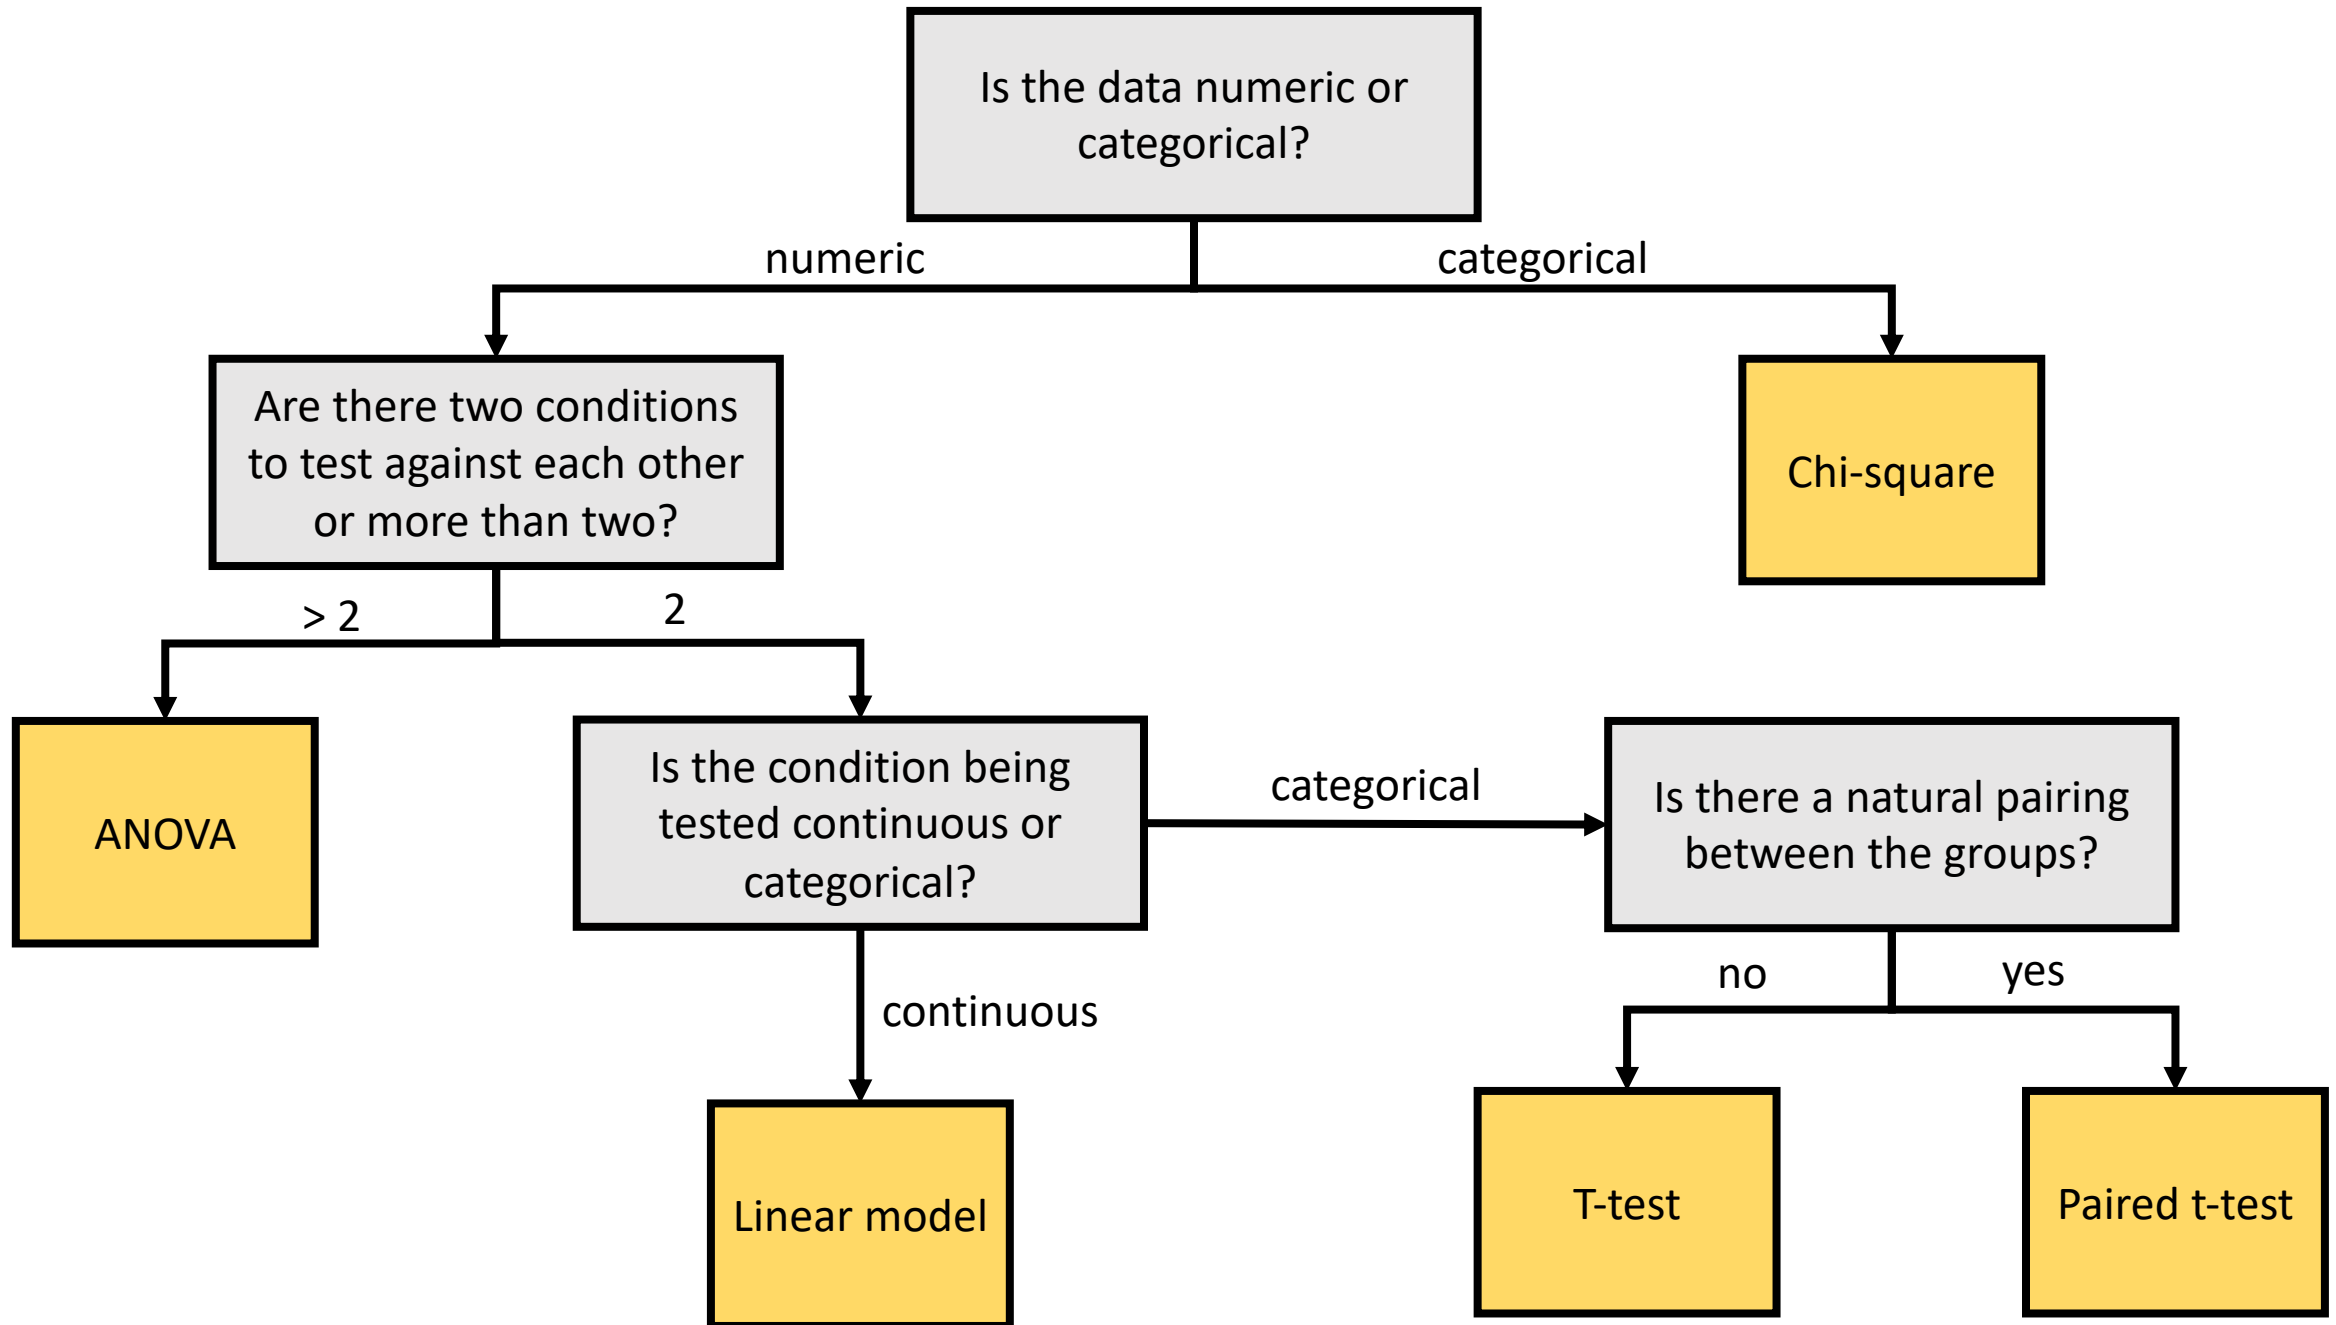 Is the data numeric or
categorical?
numeric
categorical
Are there two conditions
to test against each other
or more than two?
Chi-square
> 2
2
ANOVA
Is the condition being
tested continuous or
categorical?
categorical
Is there a natural pairing
between the groups?
continuous
no
yes
Linear model
T-test
Paired t-test